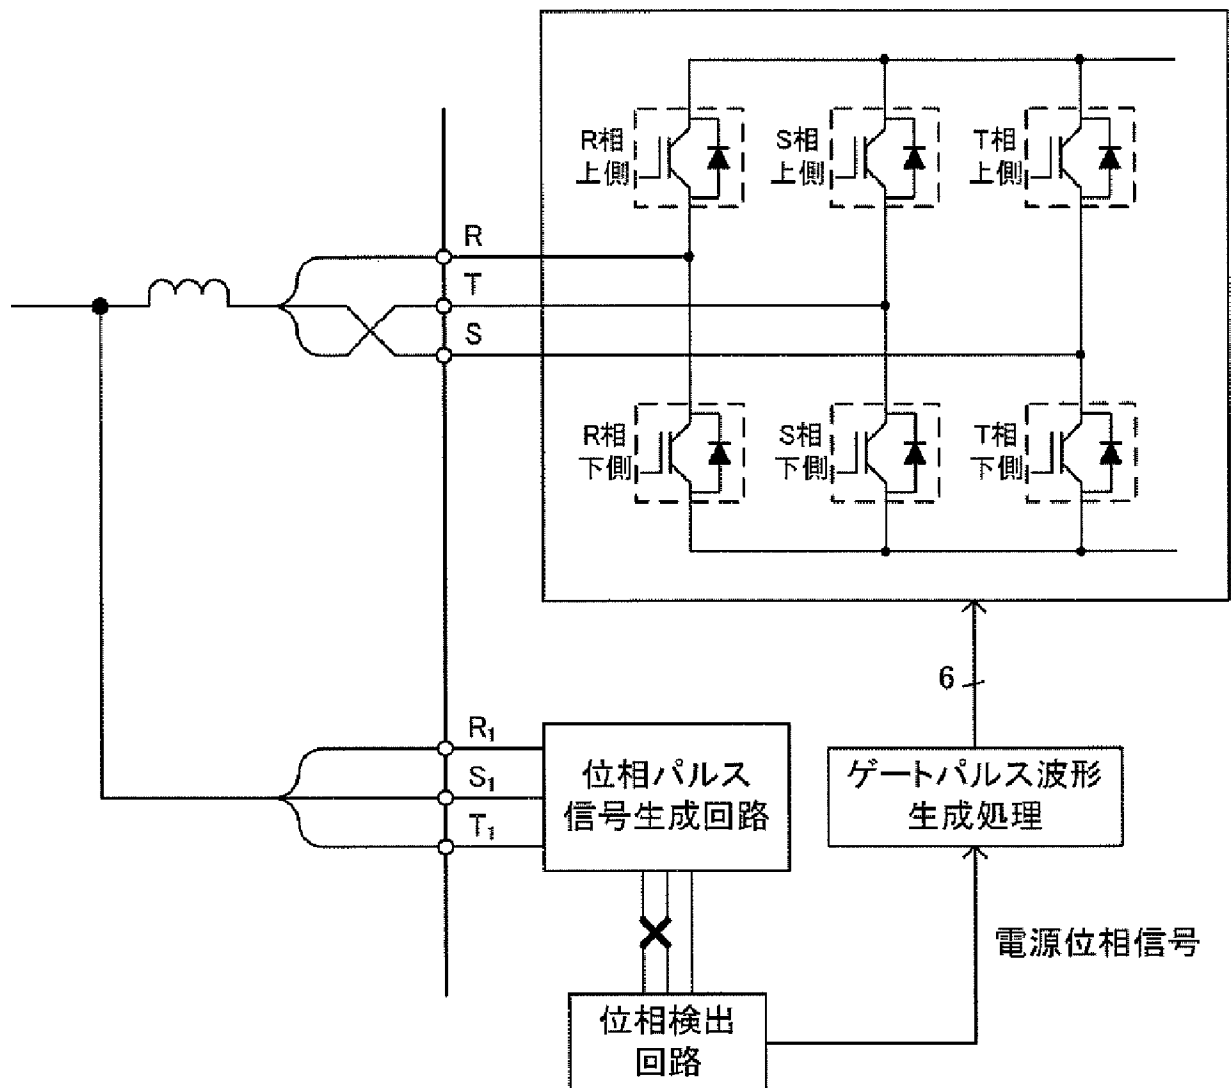 R相
上側
S相
上側
T相
上側
R
T
S
R相
下側
S相
下側
T相
下側
6
R₁
S₁
T₁
位相パルス
信号生成回路
ゲートパルス波形
生成処理
電源位相信号
位相検出
回路